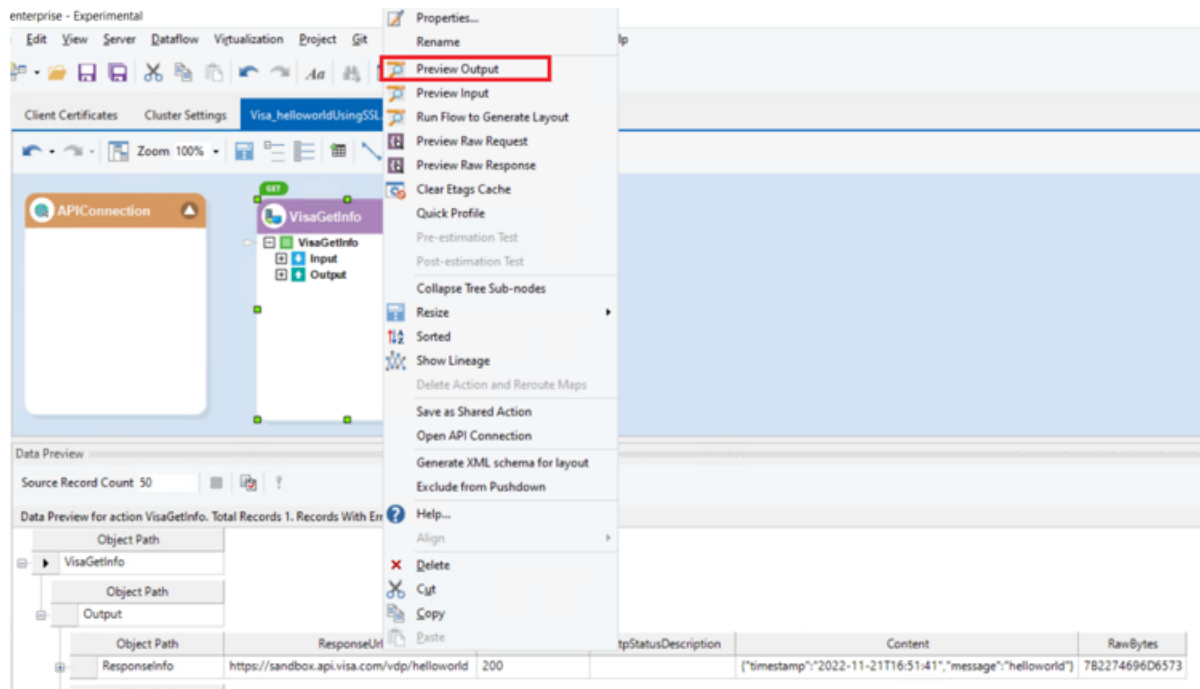 enterprise - Experimental
Edit View Server Dataflow Virtualization Project Git
Aa
Client Certificates Cluster Settings Visa_helloworldUsingSSL
Zoom 100%
APIConnection
GET
VisaGetInfo
VisaGetInfo
Input
Output
Properties...
Rename
Preview Output
Preview Input
Run Flow to Generate Layout
Preview Raw Request
Preview Raw Response
Clear Etags Cache
Quick Profile
Pre-estimation Test
Post-estimation Test
Collapse Tree Sub-nodes
Resize
Sorted
Show Lineage
Delete Action and Reroute Maps
Save as Shared Action
Open API Connection
Generate XML schema for layout
Exclude from Pushdown
Help...
Align
Delete
Cut
Copy
Paste
Data Preview
Source Record Count 50
Data Preview for action VisaGetInfo. Total Records 1. Records With Err
Object Path
VisaGetInfo
Object Path
Output
Object Path ResponseUrl tpStatusDescription Content RawBytes
ResponseInfo https://sandbox.api.visa.com/vdp/helloworld 200 {"timestamp":"2022-11-21T16:51:41","message":"helloworld"} 7B2274696D6573